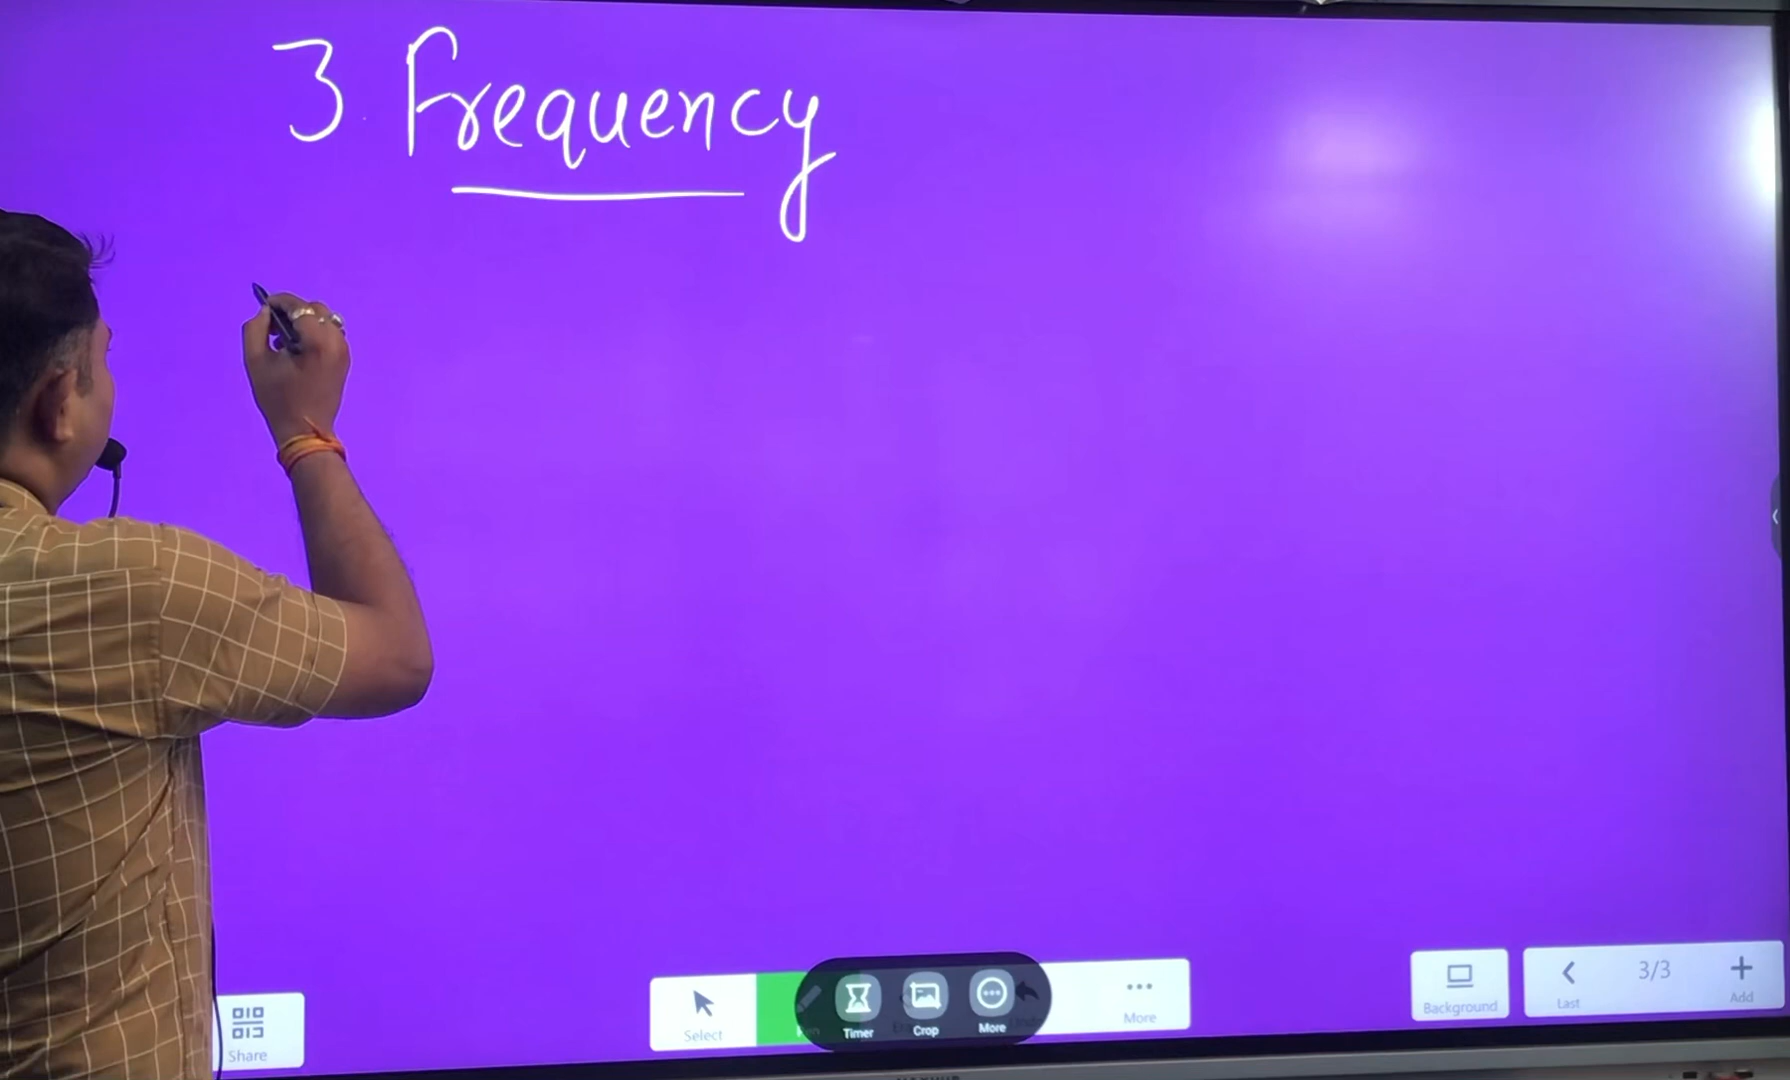 3 Frequency
Select
Timer
Crop
More
More
Share
Background
Last
3/3
Add